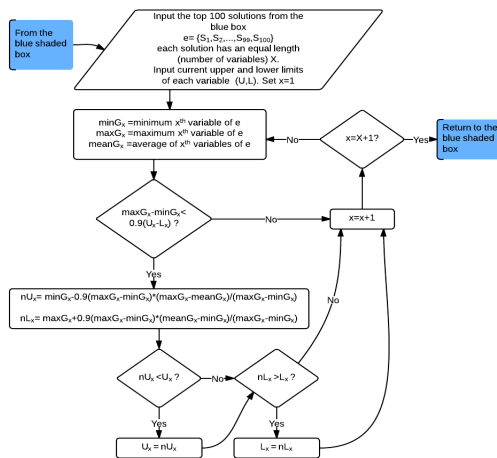 Input the top 100 solutions from the
blue box
e= {S1,S2,...,S99,S100}
each solution has an equal length
(number of variables) X.
Input current upper and lower limits
of each variable (U,L). Set x=1
From the
blue shaded
box
minGx =minimum xth variable of e
maxGx =maximum xth variable of e
meanGx =average of xth variables of e
No
x=X+1?
Yes
Return to the
blue shaded
box
maxGx-minGx<
0.9(Ux-Lx) ?
No
x=x+1
Yes
nUx= minGx-0.9(maxGx-minGx)*(maxGx-meanGx)/(maxGx-minGx)
nLx= maxGx+0.9(maxGx-minGx)*(meanGx-minGx)/(maxGx-minGx)
No
nUx <Ux ?
No
nLx >Lx ?
Yes
Yes
Ux = nUx
Lx = nLx